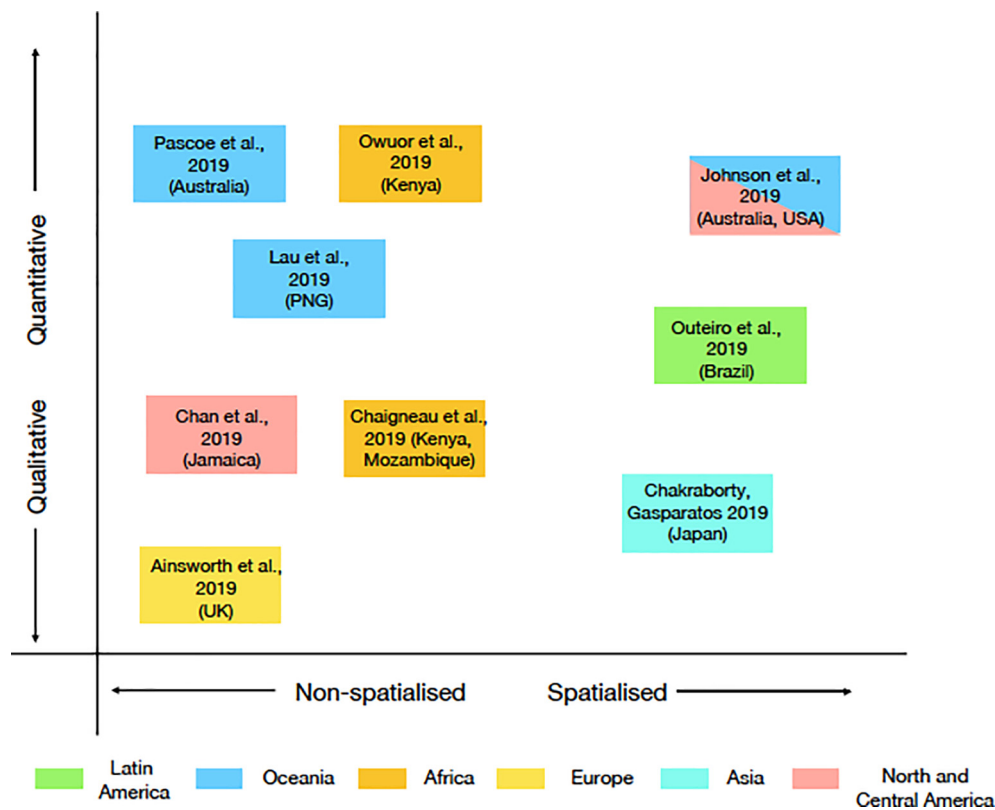 Quantitative
Qualitative
Pascoe et al.,
2019
(Australia)
Owuor et al.,
2019
(Kenya)
Johnson et al.,
2019
(Australia, USA)
Lau et al.,
2019
(PNG)
Outeiro et al.,
2019
(Brazil)
Chan et al.,
2019
(Jamaica)
Chaigneau et al.,
2019 (Kenya,
Mozambique)
Chakraborty,
Gasparatos 2019
(Japan)
Ainsworth et al.,
2019
(UK)
Non-spatialised
Spatialised
Latin
America
Oceania
Africa
Europe
Asia
North and
Central America